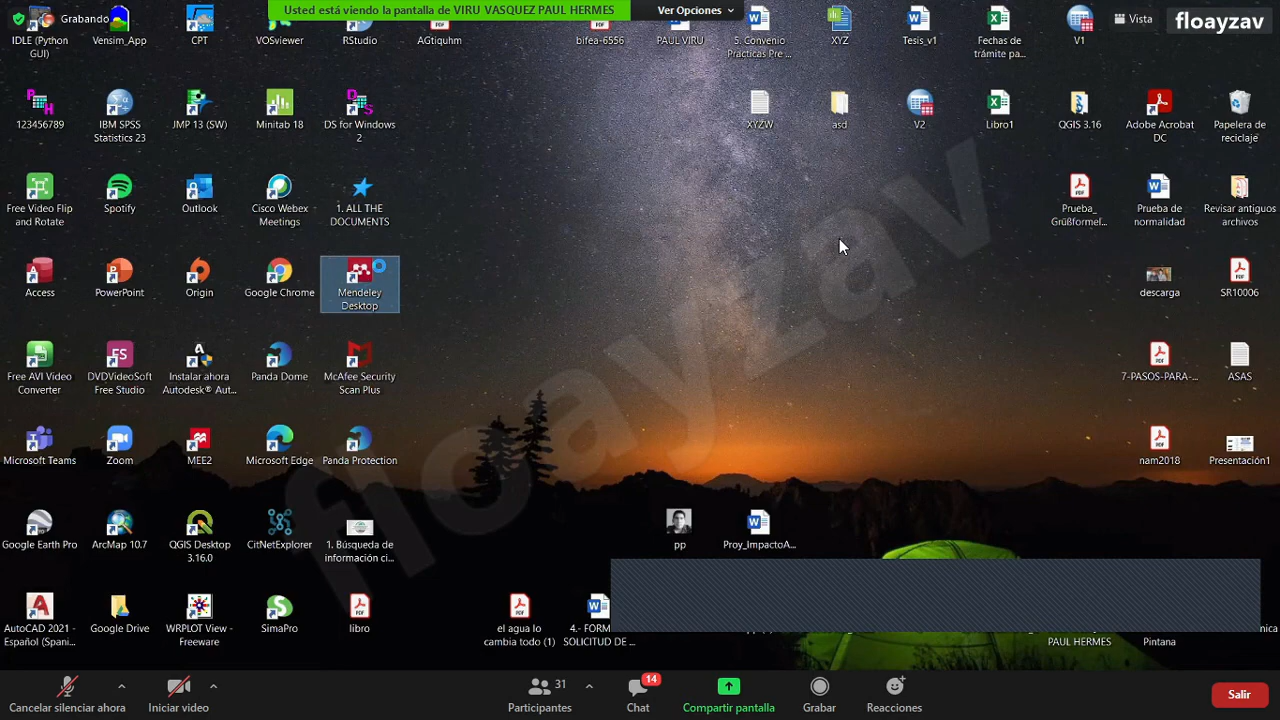 Grabando
Usted está viendo la pantalla de VIRU VASQUEZ PAUL HERMES
Ver Opciones
Vista
floayzav
IDLE (Python
GUI)
Vensim_App
CPT
VOSviewer
RStudio
AGtiquhm
bifea-6556
PAUL VIRU
5. Convenio
Practicas Pre ...
XYZ
Tesis_v1
Fechas de
trámite pa...
V1
123456789
IBM SPSS
Statistics 23
JMP 13 (SW)
Minitab 18
DS for Windows
2
XYZW
asd
V2
Libro1
QGIS 3.16
Adobe Acrobat
DC
Papelera de
reciclaje
Free Video Flip
and Rotate
Spotify
Outlook
Cisco Webex
Meetings
1. ALL THE
DOCUMENTS
Prueba_
Grüßformel...
Prueba de
normalidad
Revisar antiguos
archivos
Access
PowerPoint
Origin
Google Chrome
Mendeley
Desktop
descarga
SR10006
Free AVI Video
Converter
DVDVideoSoft
Free Studio
Instalar ahora
Autodesk® Aut...
Panda Dome
McAfee Security
Scan Plus
7-PASOS-PARA-...
ASAS
Microsoft Teams
Zoom
MEE2
Microsoft Edge
Panda Protection
nam2018
Presentación1
Google Earth Pro
ArcMap 10.7
QGIS Desktop
3.16.0
CitNetExplorer
1. Búsqueda de
información ci...
pp
Proy_ImpactoA...
AutoCAD 2021 -
Español (Spani...
Google Drive
WRPLOT View -
Freeware
SimaPro
libro
el agua lo
cambia todo (1)
4.- FORM
SOLICITUD DE ...
PAUL HERMES
Pintana
floayzav
Cancelar silenciar ahora
Iniciar video
31
Participantes
14
Chat
Compartir pantalla
Grabar
Reacciones
Salir